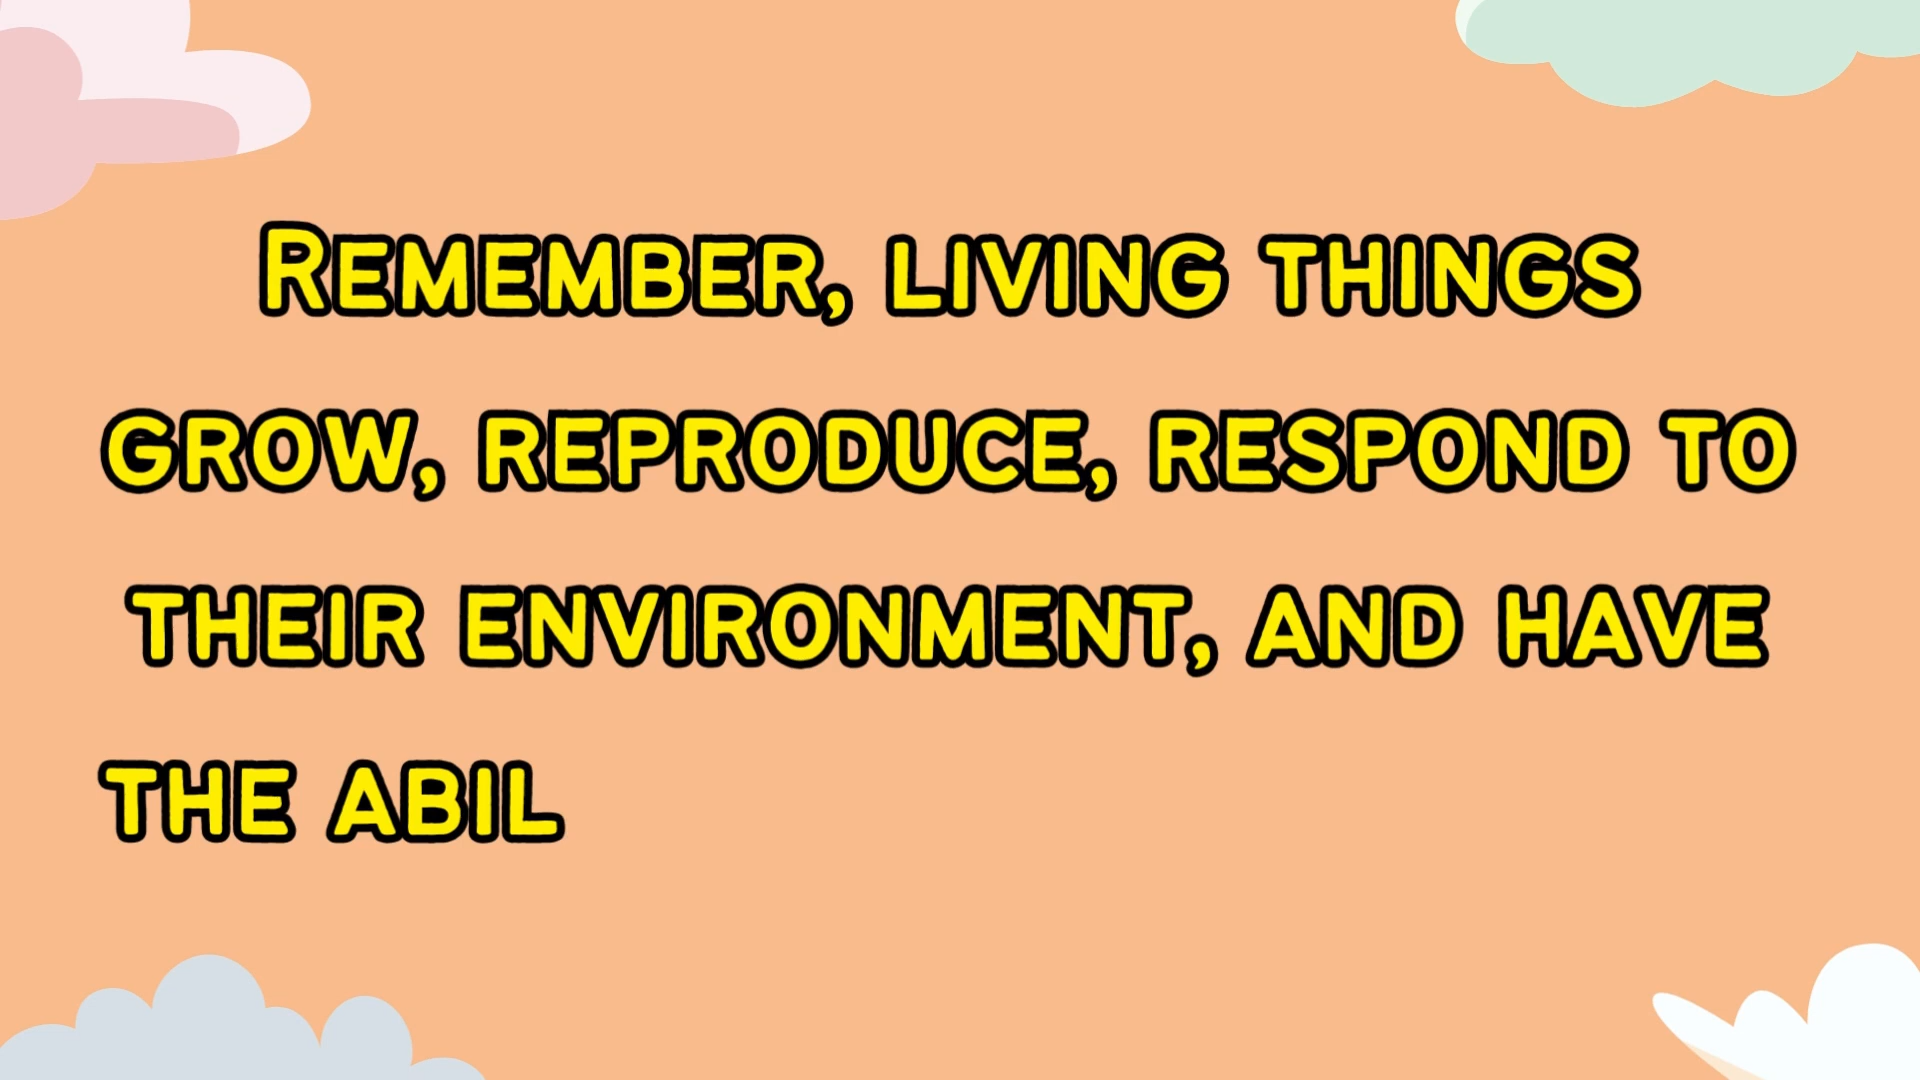 Remember, living things
grow, reproduce, respond to
their environment, and have
the abil